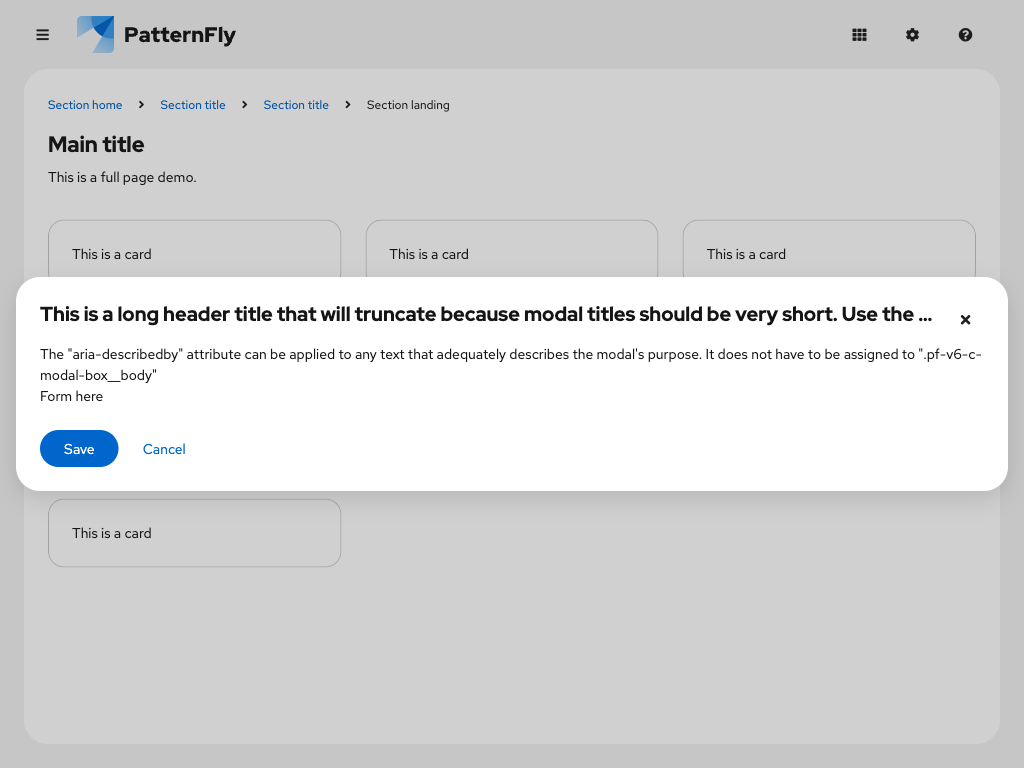 PatternFly
Section home
Section title
Section title
Section landing
Main title
This is a full page demo.
This is a card
This is a card
This is a card
This is a long header title that will truncate because modal titles should be very short. Use the ...
The "aria-describedby" attribute can be applied to any text that adequately describes the modal's purpose. It does not have to be assigned to ".pf-v6-c-
modal-box__body"
Form here
Save
Cancel
This is a card